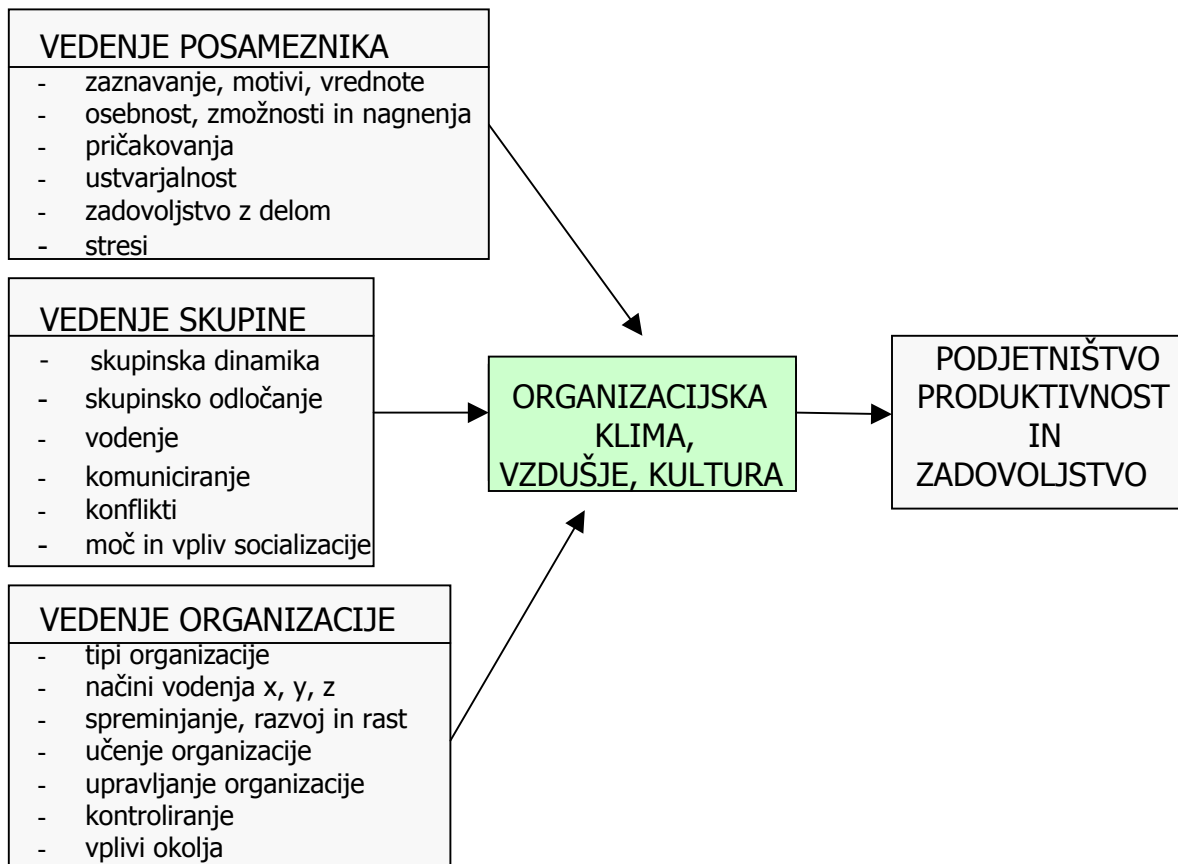 VEDENJE POSAMEZNIKA
- zaznavanje, motivi, vrednote
- osebnost, zmožnosti in nagnenja
- pričakovanja
- ustvarjalnost
- zadovoljstvo z delom
- stresi
VEDENJE SKUPINE
- skupinska dinamika
- skupinsko odločanje
- vodenje
- komuniciranje
- konflikti
- moč in vpliv socializacije
VEDENJE ORGANIZACIJE
- tipi organizacije
- načini vodenja x, y, z
- spreminjanje, razvoj in rast
- učenje organizacije
- upravljanje organizacije
- kontroliranje
- vplivi okolja
ORGANIZACIJSKA
KLIMA,
VZDUŠJE, KULTURA
PODJETNIŠTVO
PRODUKTIVNOST
IN
ZADOVOLJSTVO